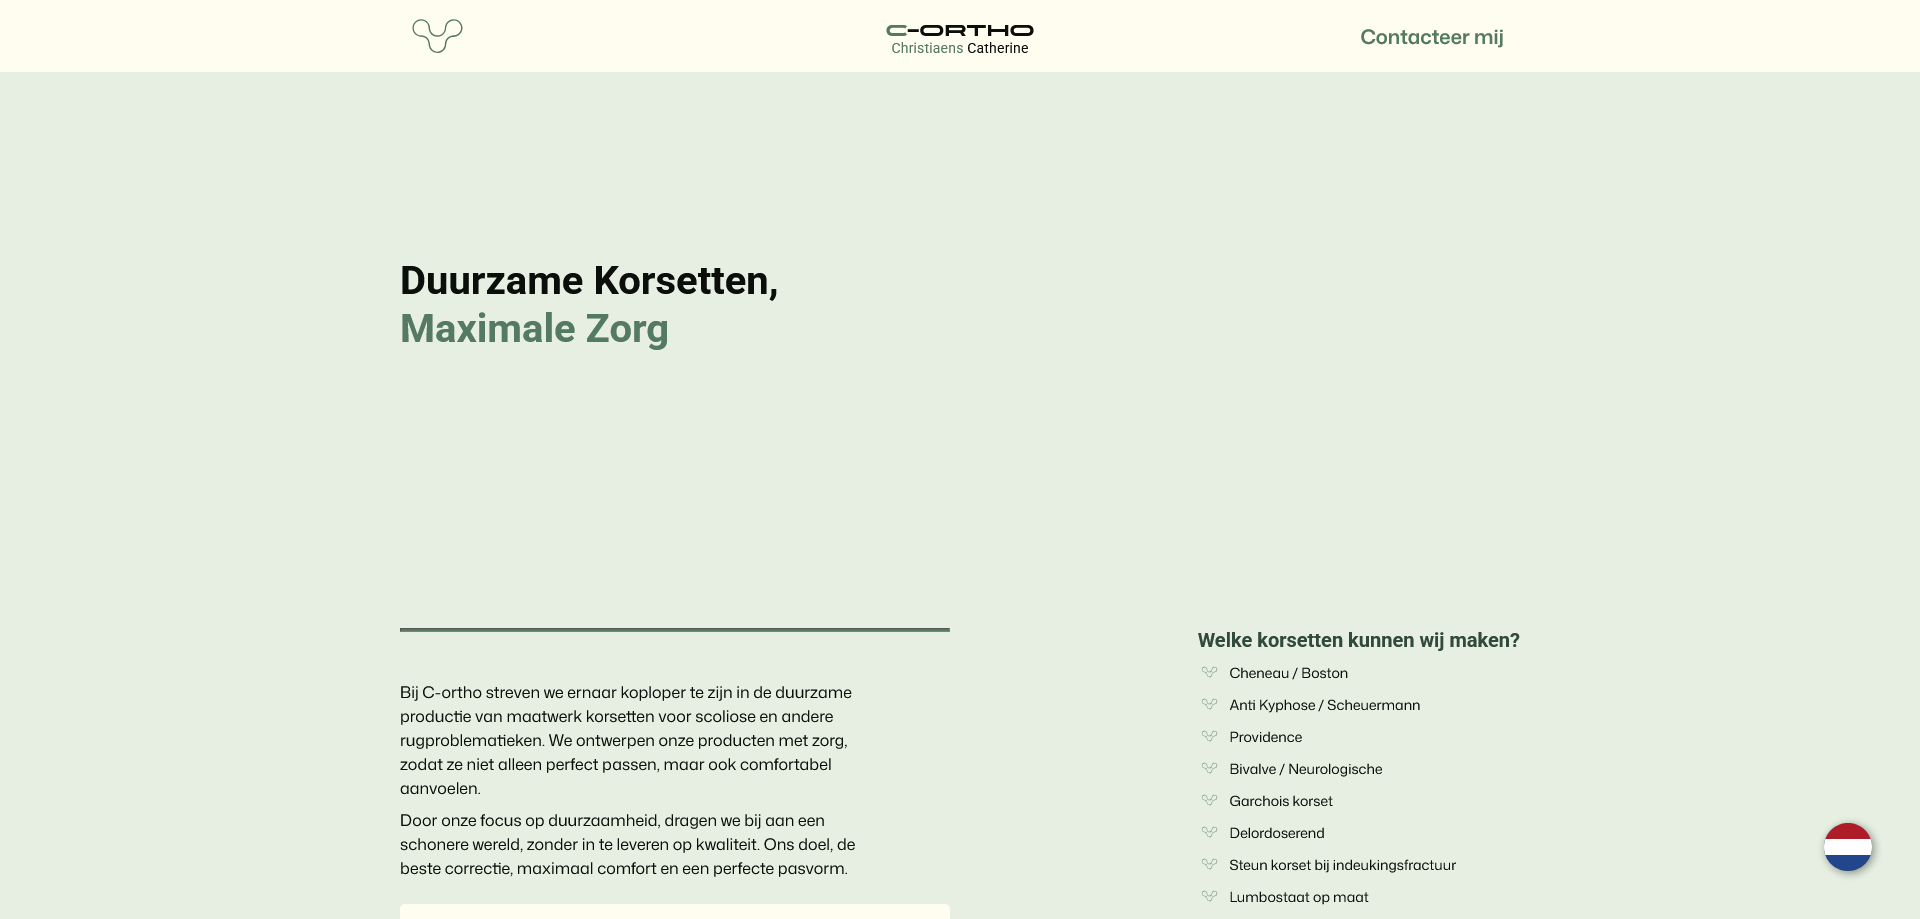 C-ORTHO
Christiaens Catherine
Contacteer mij
Duurzame Korsetten,
Maximale Zorg
Bij C-ortho streven we ernaar koploper te zijn in de duurzame
productie van maatwerk korsetten voor scoliose en andere
rugproblematieken. We ontwerpen onze producten met zorg,
zodat ze niet alleen perfect passen, maar ook comfortabel
aanvoelen.
Door onze focus op duurzaamheid, dragen we bij aan een
schonere wereld, zonder in te leveren op kwaliteit. Ons doel, de
beste correctie, maximaal comfort en een perfecte pasvorm.
Welke korsetten kunnen wij maken?
Cheneau / Boston
Anti Kyphose / Scheuermann
Providence
Bivalve / Neurologische
Garchois korset
Delordoserend
Steun korset bij indeukingsfractuur
Lumbostaat op maat